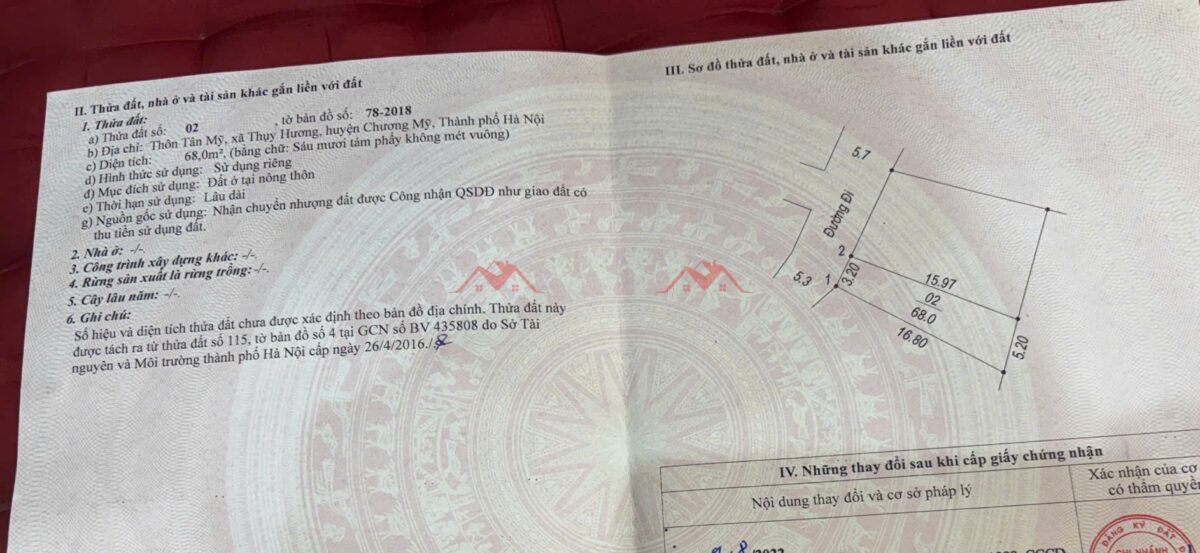 II. Thửa đất, nhà ở và tài sản khác gắn liền với đất
1. Thửa đất:
a) Thửa đất số: 02 , tờ bản đồ số: 78-2018
b) Địa chỉ: Thôn Tân Mỹ, xã Thụy Hương, huyện Chương Mỹ, Thành phố Hà Nội
c) Diện tích: 68,0m², (bằng chữ: Sáu mươi tám phẩy không mét vuông)
d) Hình thức sử dụng: Sử dụng riêng
đ) Mục đích sử dụng: Đất ở tại nông thôn
e) Thời hạn sử dụng: Lâu dài
g) Nguồn gốc sử dụng: Nhận chuyển nhượng đất được Công nhận QSDĐ như giao đất có
thu tiền sử dụng đất.
2. Nhà ở: -/-.
3. Công trình xây dựng khác: -/-.
4. Rừng sản xuất là rừng trồng: -/-.
5. Cây lâu năm: -/-.
6. Ghi chú:
Số hiệu và diện tích thửa đất chưa được xác định theo bản đồ địa chính. Thửa đất này
được tách ra từ thửa đất số 115, tờ bản đồ số 4 tại GCN số BV 435808 do Sở Tài
nguyên và Môi trường thành phố Hà Nội cấp ngày 26/4/2016./.
III. Sơ đồ thửa đất, nhà ở và tài sản khác gắn liền với đất
5.7
Đường Đi
2
5.3
1
3.20
15.97
02
68.0
16.80
5.20
IV. Những thay đổi sau khi cấp giấy chứng nhận
Nội dung thay đổi và cơ sở pháp lý
Xác nhận của cơ
có thẩm quyền
ĐĂNG KÝ ĐẤT
CHI NHÁNH